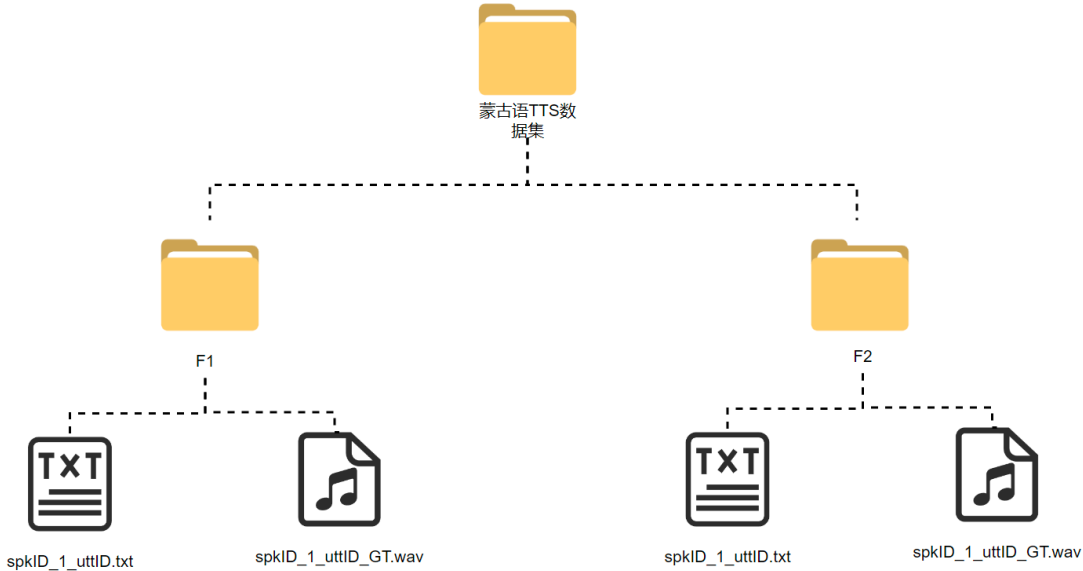 蒙古语TTS数
据集
F1
F2
TXT
TXT
spkID_1_uttID.txt
spkID_1_uttID_GT.wav
spkID_1_uttID.txt
spkID_1_uttID_GT.wav